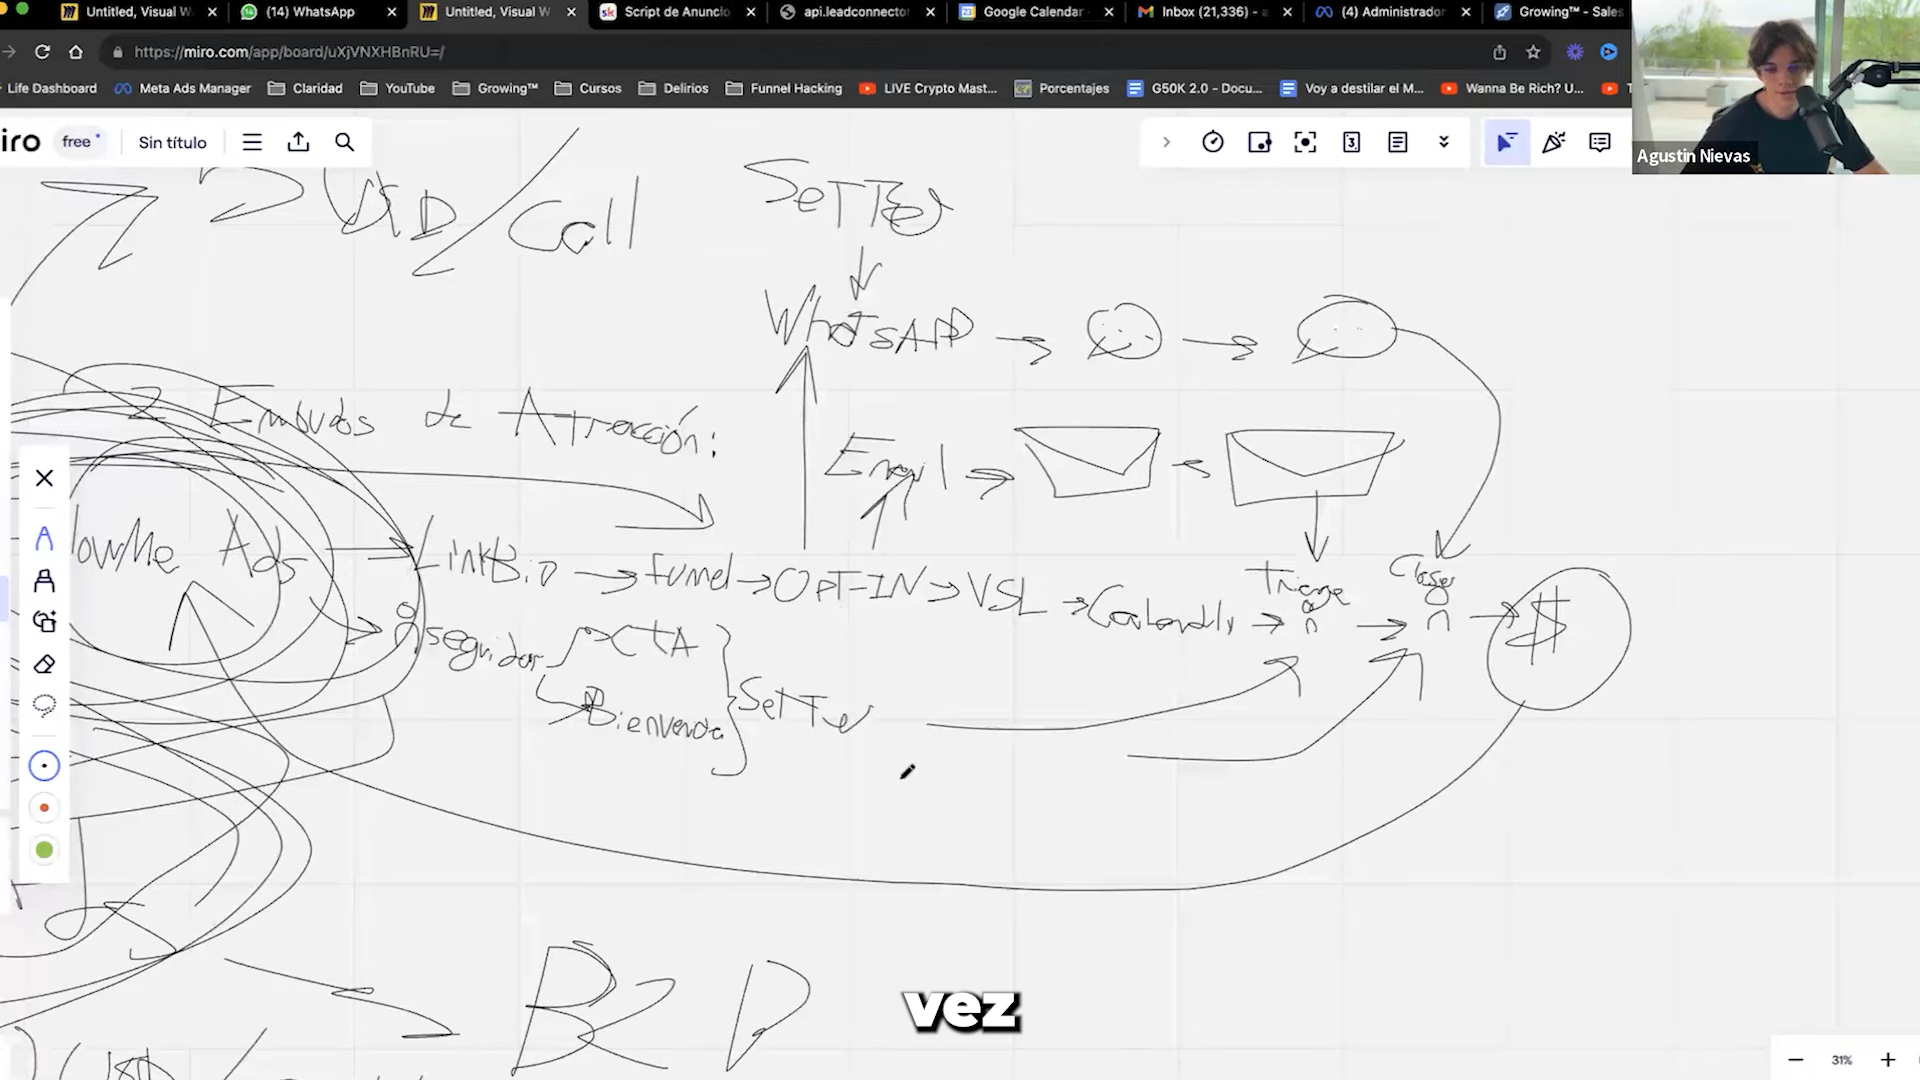 Untitled, Visual W
(14) WhatsApp
Untitled, Visual W
Script de Anuncio
api.leadconnector
Google Calendar
Inbox (21,336) - a
(4) Administrador
Growing™ - Sales
https://miro.com/app/board/uXjVNXHBnRU=/
Life Dashboard
Meta Ads Manager
Claridad
YouTube
Growing™
Cursos
Delirios
Funnel Hacking
LIVE Crypto Mast...
Porcentajes
G50K 2.0 - Docu...
Voy a destilar el M...
Wanna Be Rich? U...
iro
free
Sin título
3
Agustin Nievas
/Call
SeTTer
WhatsAPP
2 Embudos de Atracción:
Email
lowMe Ads
LinkBio
Funnel
OPT-IN
VSL
Calendly
Triage
Closer
$
seguidor
CTA
Bienvenida
SeTTer
vez
31%